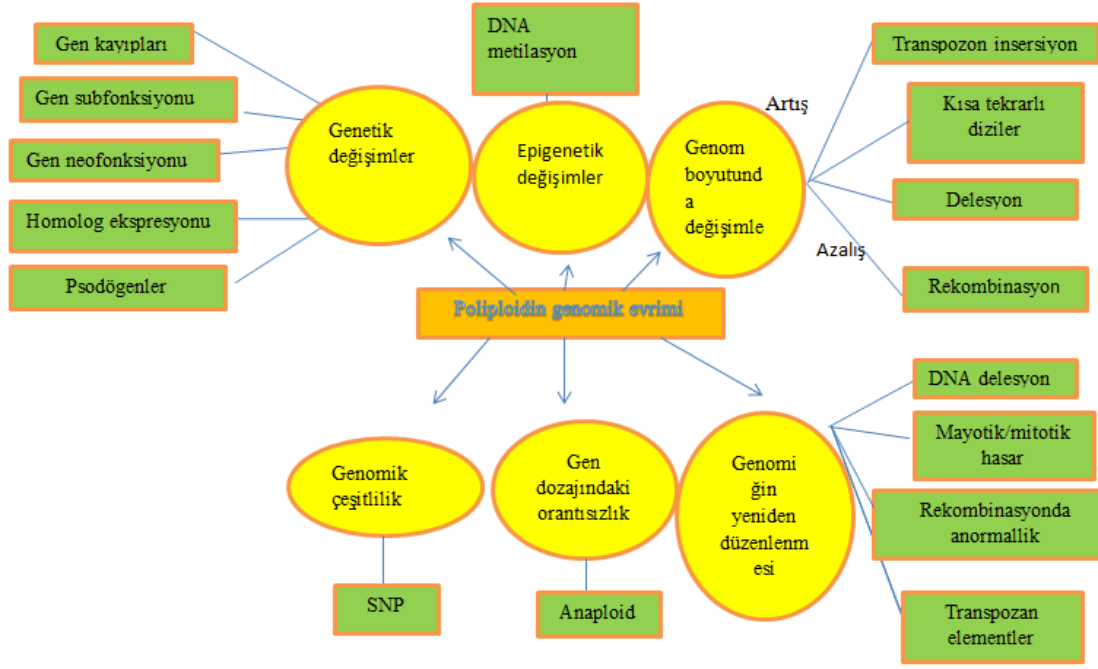 Gen kayıpları
Gen subfonksiyonu
Gen neofonksiyonu
Homolog ekspresyonu
Psodögenler
Genetik
değişimler
DNA
metilasyon
Epigenetik
değişimler
Genom
boyutund
a
değişimle
Artış
Azalış
Transpozon insersiyon
Kısa tekrarlı
diziler
Delesyon
Rekombinasyon
Poliploidin genomik evrimi
Genomik
çeşitlilik
SNP
Gen
dozajındaki
orantısızlık
Anaploid
Genomi
ğin
yeniden
düzenlenm
esi
DNA delesyon
Mayotik/mitotik
hasar
Rekombinasyonda
anormallik
Transpozan
elementler